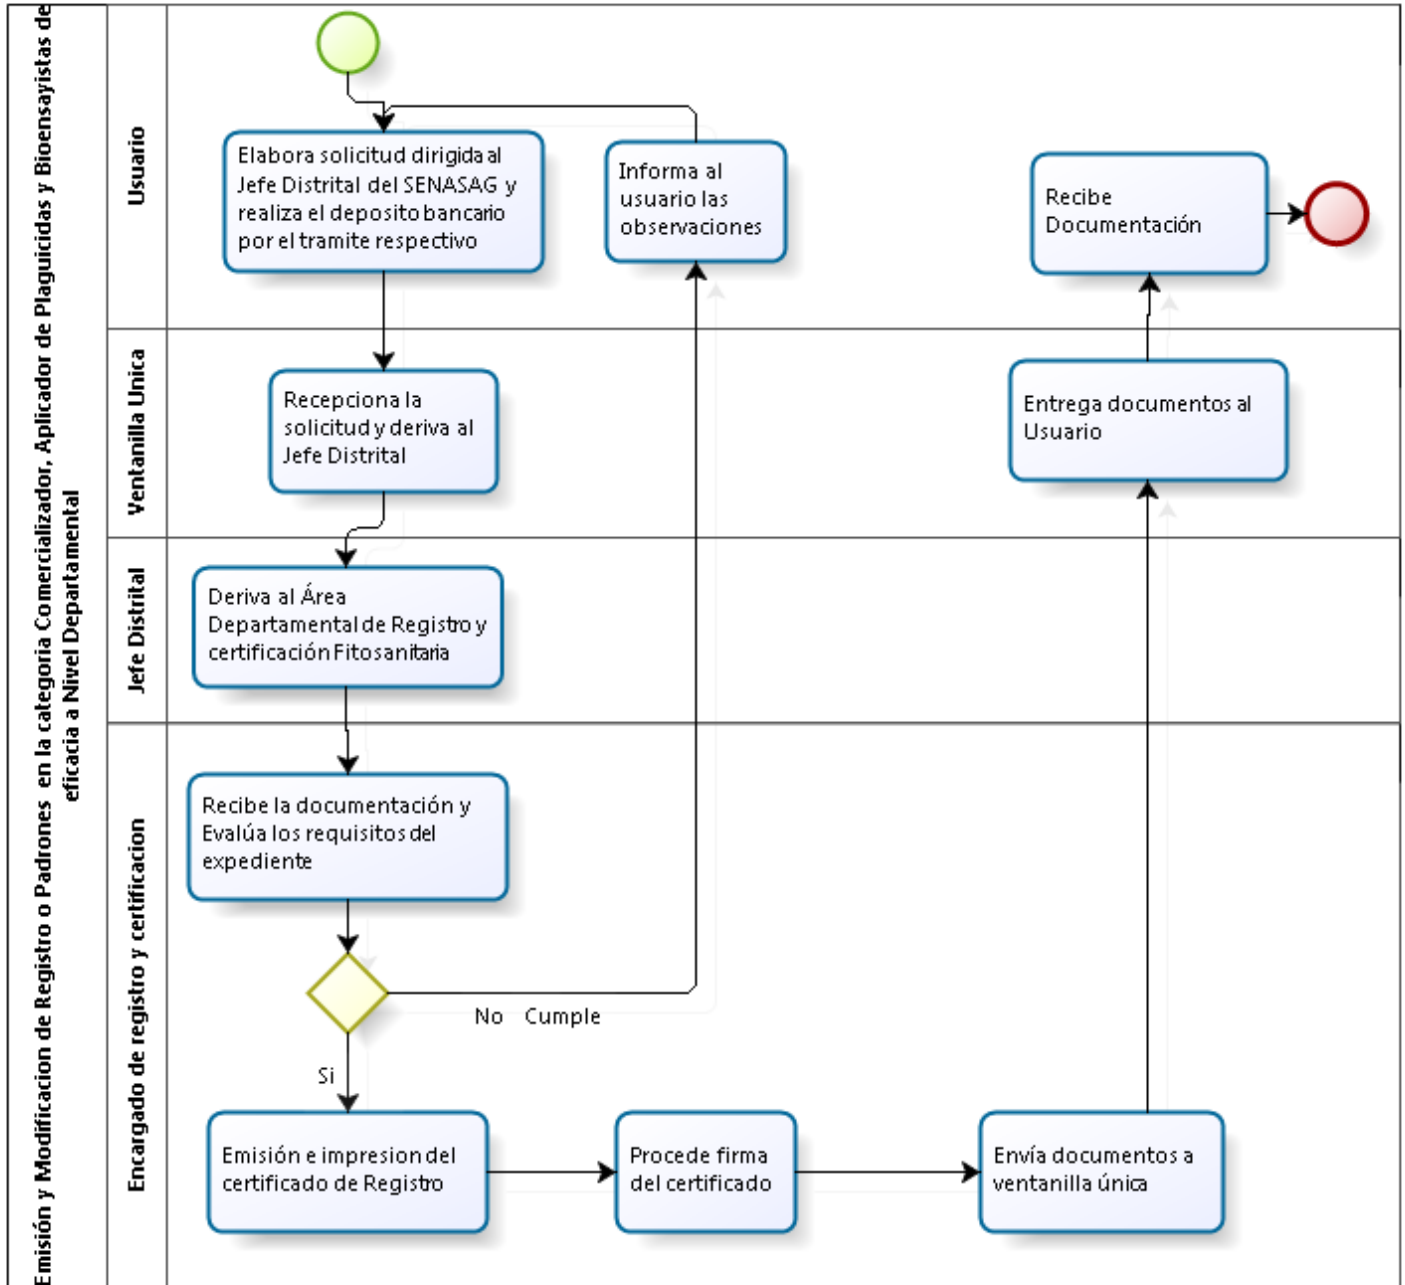 Emisión y Modificacion de Registro o Padrones en la categoria Comercializador, Aplicador de Plaguicidas y Bioensayistas de
eficacia a Nivel Departamental
Usuario
Elabora solicitud dirigida al
Jefe Distrital del SENASAG y
realiza el deposito bancario
por el tramite respectivo
Informa al
usuario las
observaciones
Recibe
Documentación
Ventanilla Unica
Recepciona la
solicitud y deriva al
Jefe Distrital
Entrega documentos al
Usuario
Jefe Distrital
Deriva al Área
Departamental de Registro y
certificación Fitosanitaria
Encargado de registro y certificacion
Recibe la documentación y
Evalúa los requisitos del
expediente
No Cumple
Si
Emisión e impresion del
certificado de Registro
Procede firma
del certificado
Envía documentos a
ventanilla única